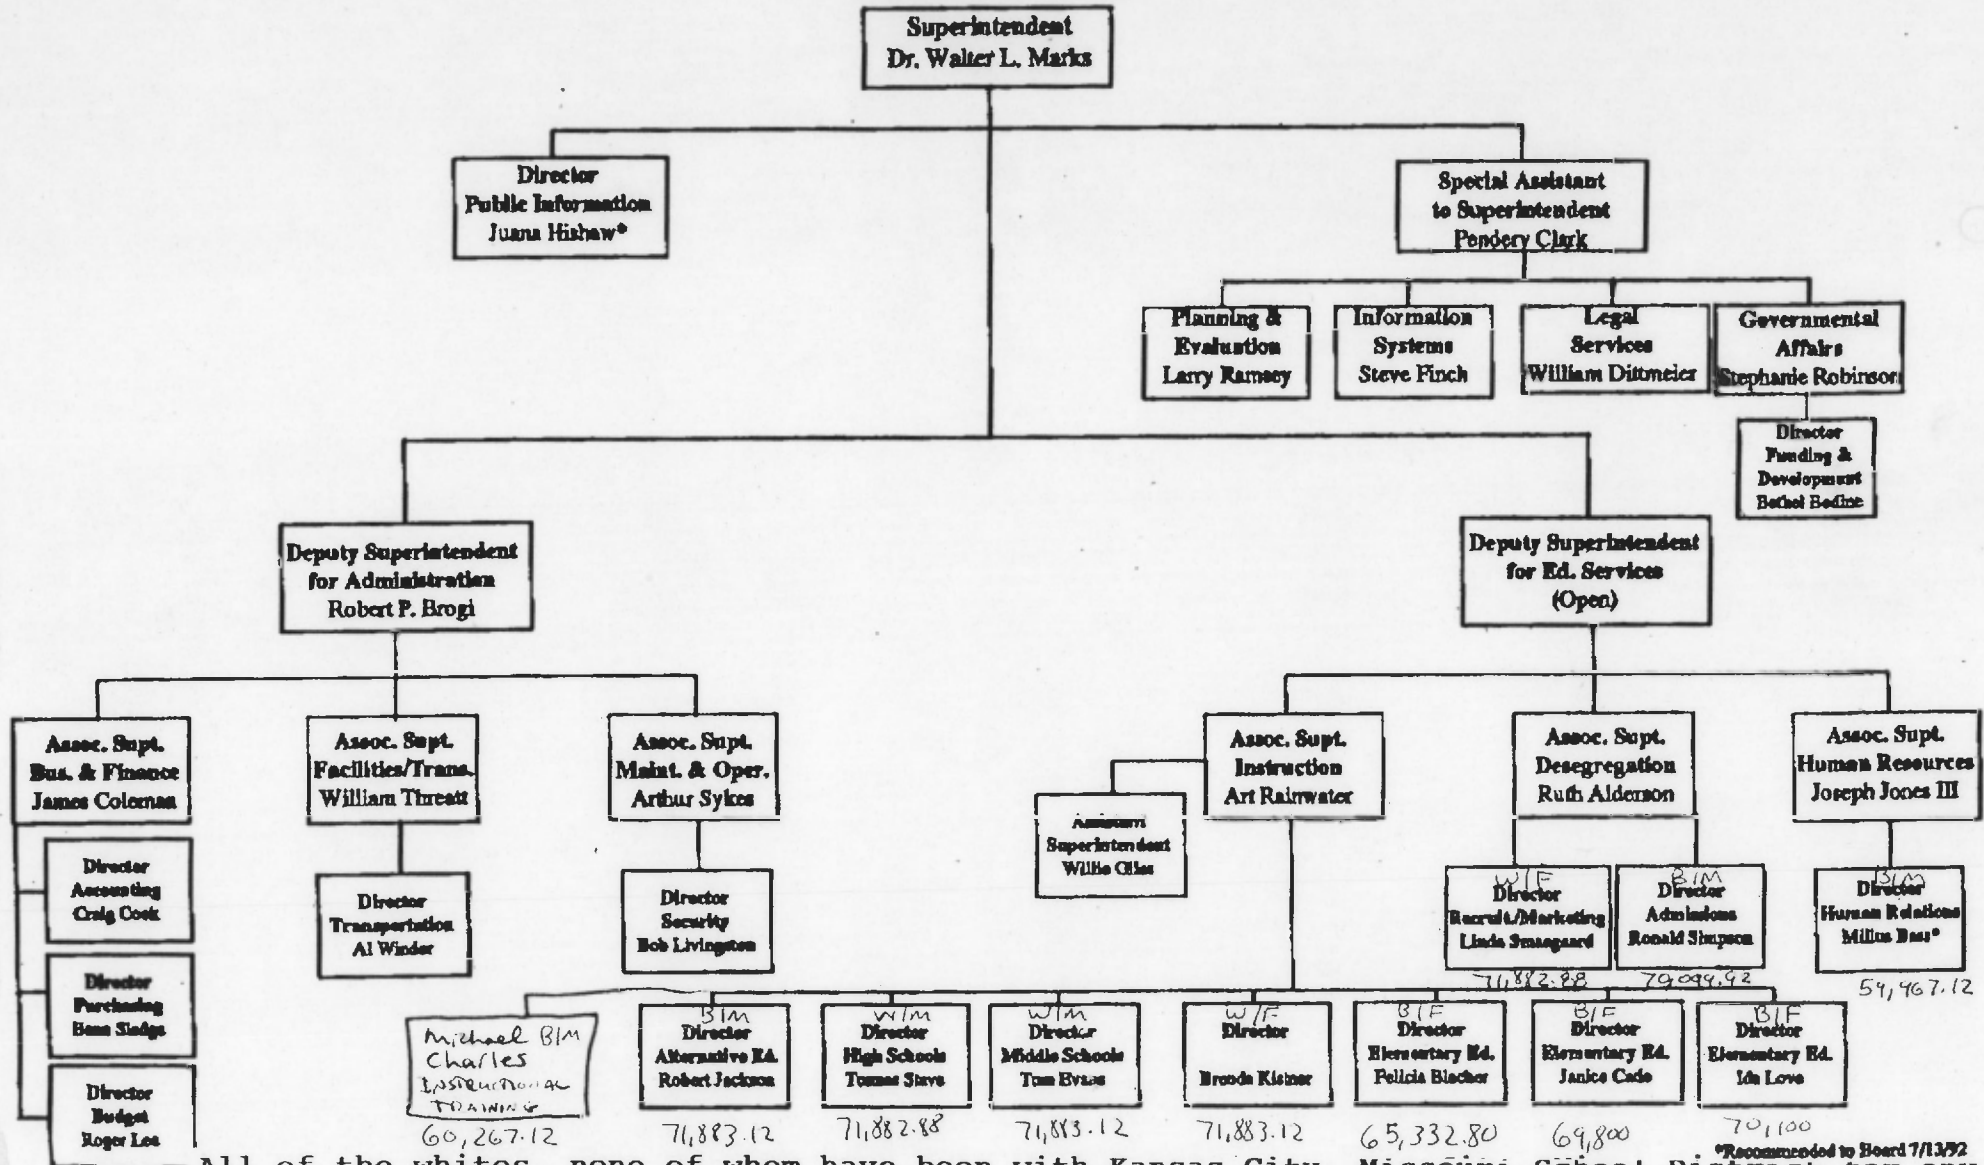 Superintendent
Dr. Walter L. Marks
Director
Public Information
Juana Hishaw*
Special Assistant
to Superintendent
Pendery Clark
Planning &
Evaluation
Larry Ramsey
Information
Systems
Steve Finch
Legal
Services
William Dittmeier
Governmental
Affairs
Stephanie Robinson
Director
Funding &
Development
Bethel Bodine
Deputy Superintendent
for Administration
Robert P. Brogi
Deputy Superintendent
for Ed. Services
(Open)
Assoc. Supt.
Bus. & Finance
James Coleman
Assoc. Supt.
Facilities/Trans.
William Threatt
Assoc. Supt.
Maint. & Oper.
Arthur Sykes
Assoc. Supt.
Instruction
Art Rainwater
Assoc. Supt.
Desegregation
Ruth Alderson
Assoc. Supt.
Human Resources
Joseph Jones III
Assistant
Superintendent
Willie Giles
Director
Accounting
Craig Cook
Director
Purchasing
Sledge
Director
Budget
Roger Lee
Director
Transportation
Al Winder
Director
Security
Bob Livingston
W/F
Director
Recruit./Marketing
Linda
71,882.88
B/M
Director
Admissions
Ronald Simpson
70,099.92
B/M
Director
Human Relations
Millus Bass*
59,467.12
Michael B/M
Charles
INSTRUCTIONAL
TRAINING
60,267.12
B/M
Director
Alternative Ed.
Robert Jackson
71,883.12
W/M
Director
High Schools
71,882.88
W/M
Director
Middle Schools
Tom Evans
71,883.12
W/F
Director
Brenda
71,883.12
B/F
Director
Elementary Ed.
Felicia
65,332.80
B/F
Director
Elementary Ed.
Janice Cade
69,800
B/F
Director
Elementary Ed.
Ida Love
70,100
*Recommended to Board 7/13/92
All of the whites, none of whom have been with Kansas City, Missouri School District